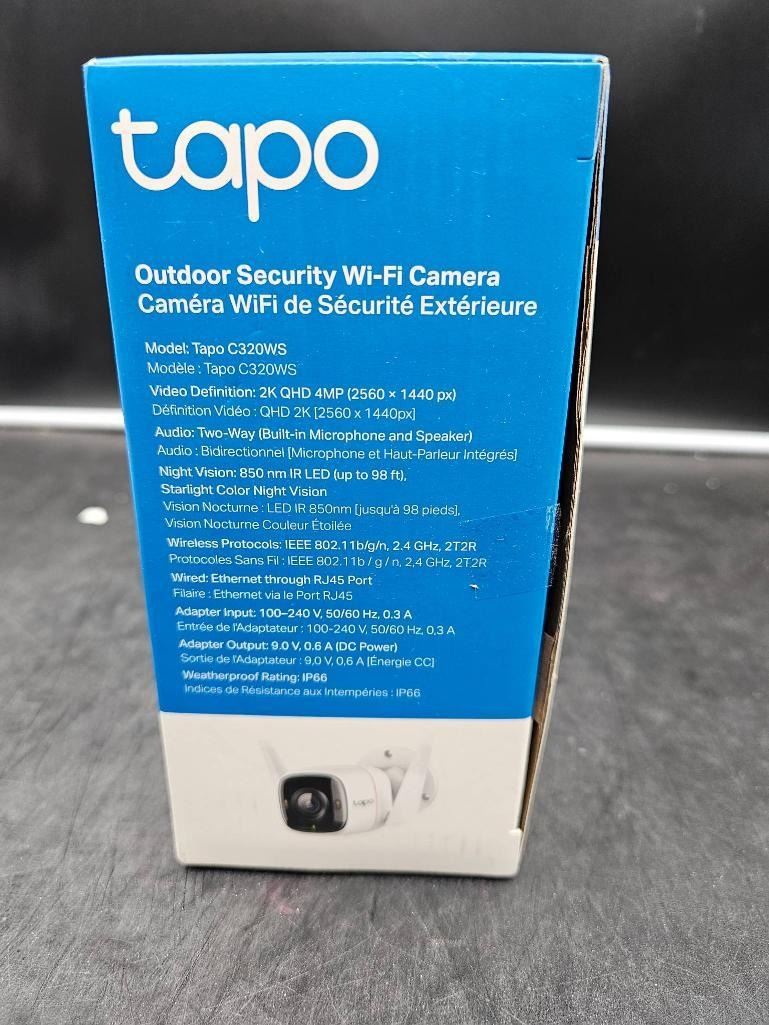 tapo
Outdoor Security Wi-Fi Camera
Caméra WiFi de Sécurité Extérieure
Model: Tapo C320WS
Modèle : Tapo C320WS
Video Definition: 2K QHD 4MP (2560 × 1440 px)
Définition Vidéo : QHD 2K [2560 x 1440px]
Audio: Two-Way (Built-in Microphone and Speaker)
Audio : Bidirectionnel [Microphone et Haut-Parleur Intégrés]
Night Vision: 850 nm IR LED (up to 98 ft),
Starlight Color Night Vision
Vision Nocturne : LED IR 850nm [jusqu'à 98 pieds],
Vision Nocturne Couleur Étoilée
Wireless Protocols: IEEE 802.11b/g/n, 2.4 GHz, 2T2R
Protocoles Sans Fil : IEEE 802.11b / g / n, 2,4 GHz, 2T2R
Wired: Ethernet through RJ45 Port
Filaire : Ethernet via le Port RJ45
Adapter Input: 100–240 V, 50/60 Hz, 0.3 A
Entrée de l'Adaptateur : 100-240 V, 50/60 Hz, 0,3 A
Adapter Output: 9.0 V, 0.6 A (DC Power)
Sortie de l'Adaptateur : 9,0 V, 0,6 A [Énergie CC]
Weatherproof Rating: IP66
Indices de Résistance aux Intempéries : IP66
tapo